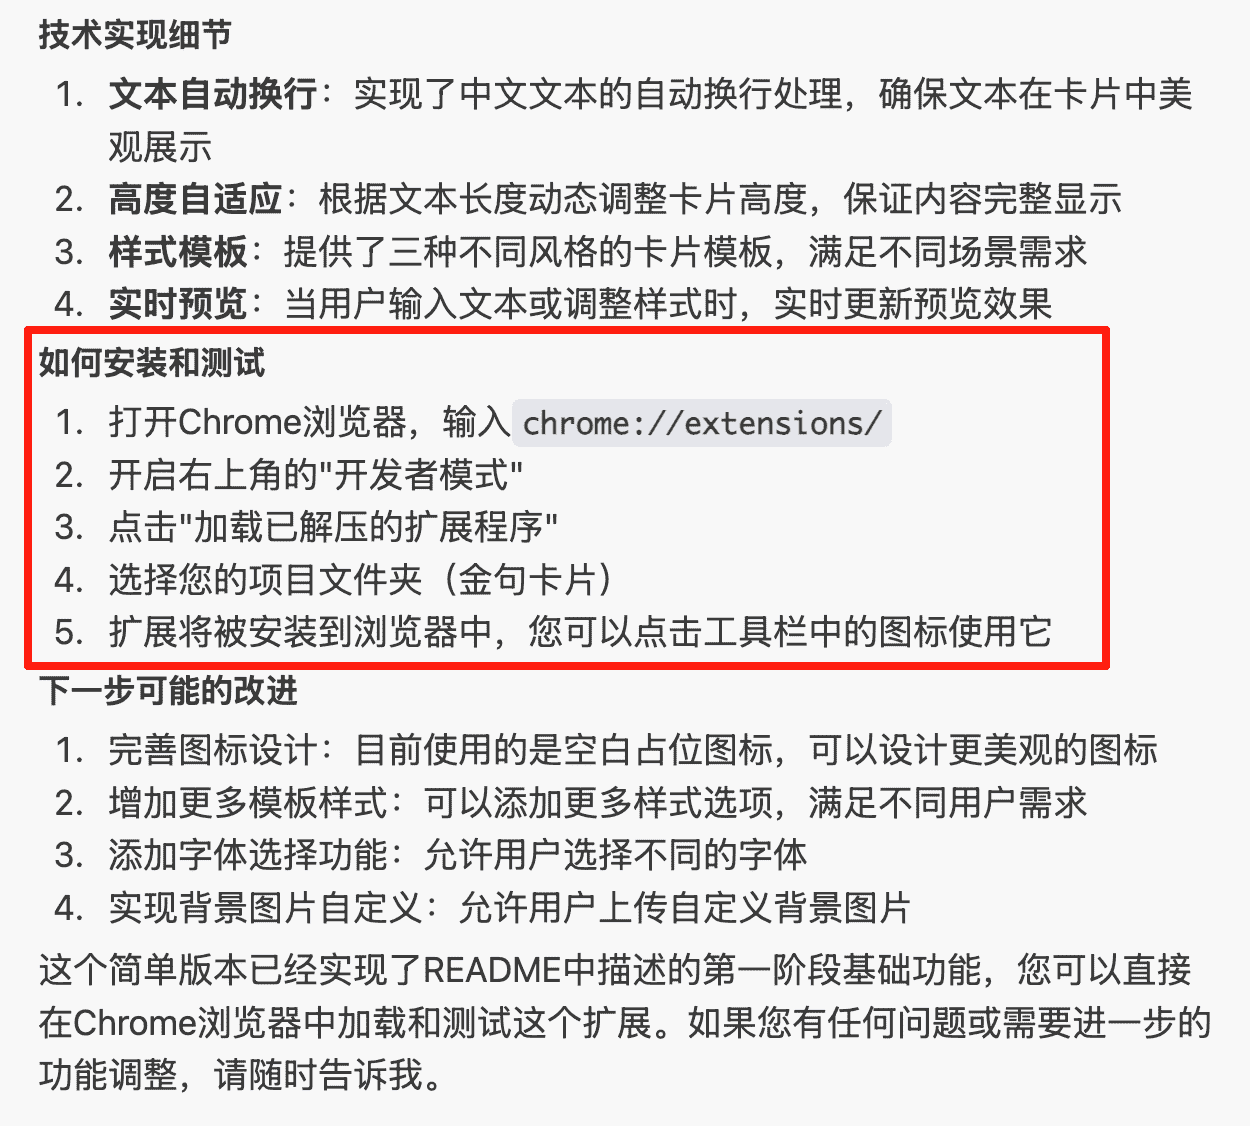 技术实现细节
1. 文本自动换行：实现了中文文本的自动换行处理，确保文本在卡片中美
观展示
2. 高度自适应：根据文本长度动态调整卡片高度，保证内容完整显示
3. 样式模板：提供了三种不同风格的卡片模板，满足不同场景需求
4. 实时预览：当用户输入文本或调整样式时，实时更新预览效果
如何安装和测试
1. 打开Chrome浏览器，输入 chrome://extensions/
2. 开启右上角的"开发者模式"
3. 点击"加载已解压的扩展程序"
4. 选择您的项目文件夹（金句卡片）
5. 扩展将被安装到浏览器中，您可以点击工具栏中的图标使用它
下一步可能的改进
1. 完善图标设计：目前使用的是空白占位图标，可以设计更美观的图标
2. 增加更多模板样式：可以添加更多样式选项，满足不同用户需求
3. 添加字体选择功能：允许用户选择不同的字体
4. 实现背景图片自定义：允许用户上传自定义背景图片
这个简单版本已经实现了README中描述的第一阶段基础功能，您可以直接
在Chrome浏览器中加载和测试这个扩展。如果您有任何问题或需要进一步的
功能调整，请随时告诉我。